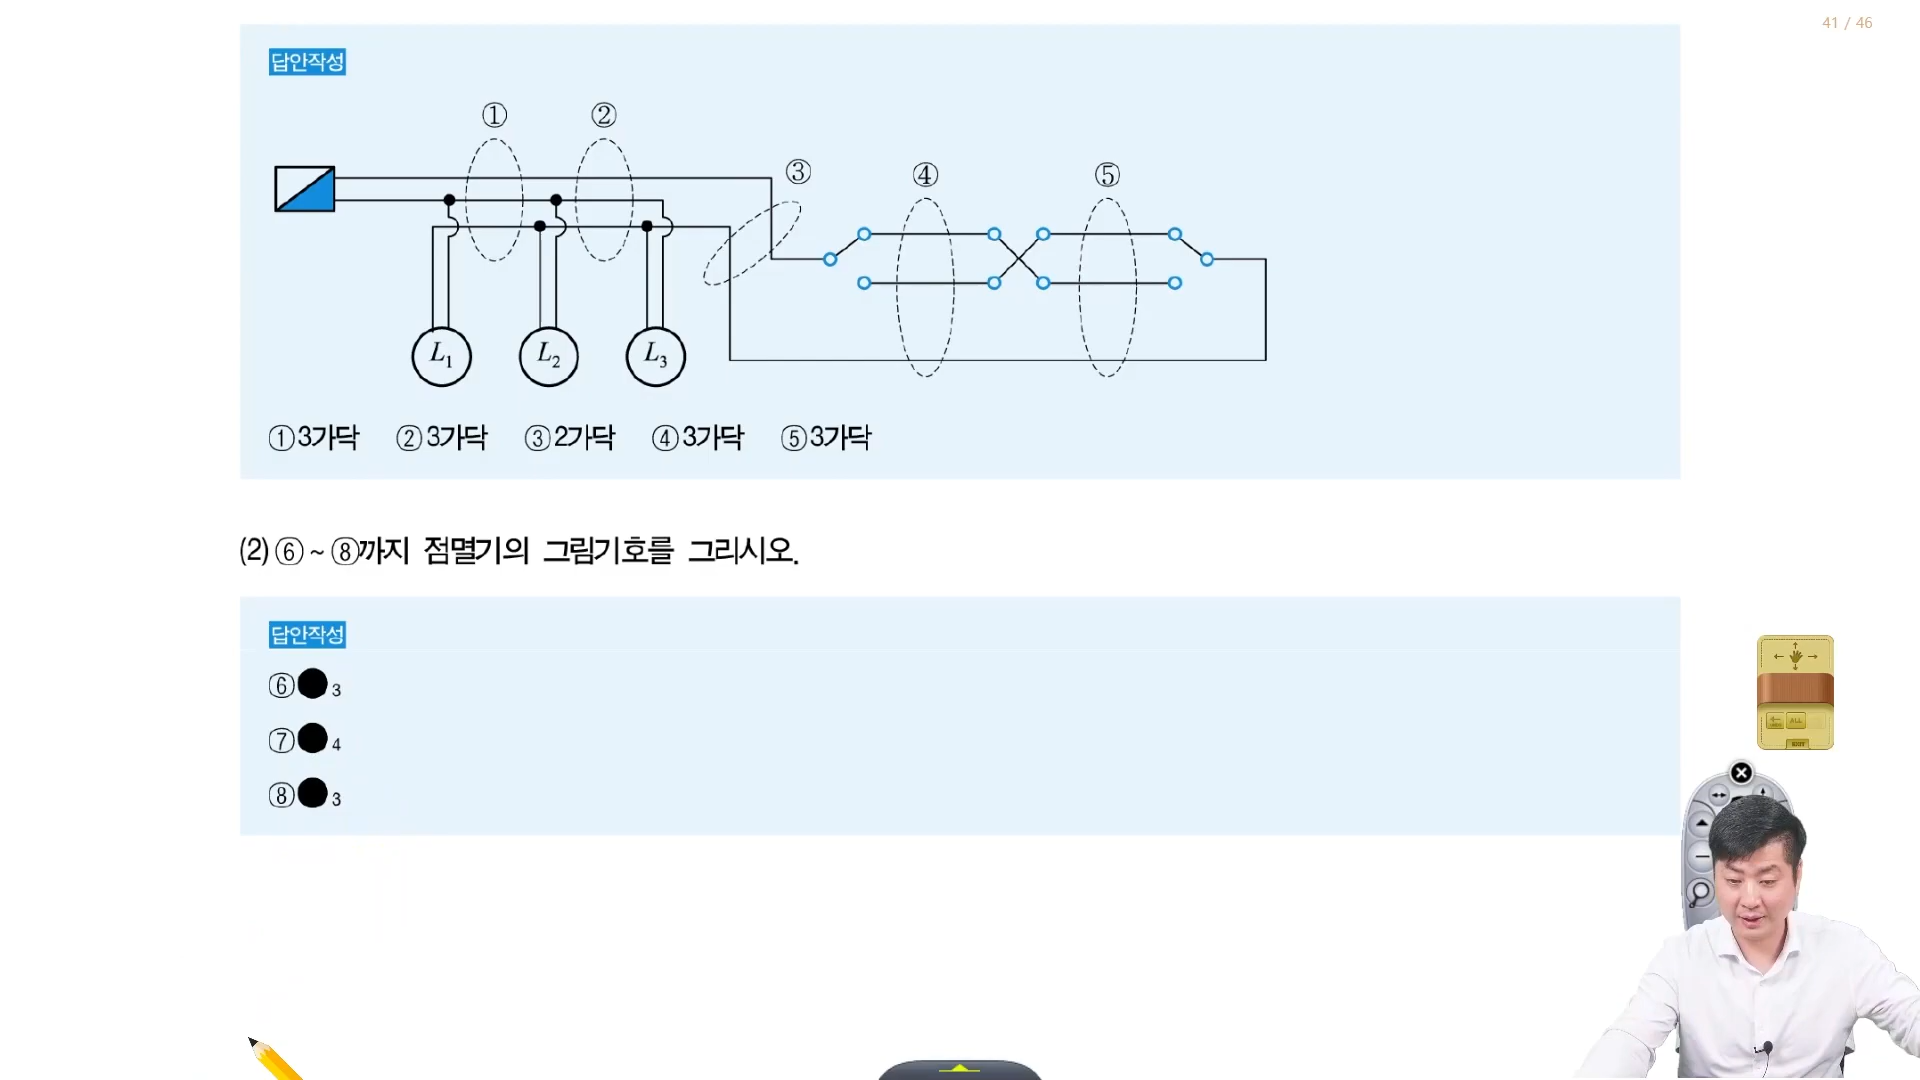 41 / 46
답안작성
① ②
③ ④ ⑤
L1 L2 L3
①3가닥 ②3가닥 ③2가닥 ④3가닥 ⑤3가닥
(2) ⑥ ~ ⑧까지 점멸기의 그림기호를 그리시오.
답안작성
⑥●3
⑦●4
⑧●3
ALL